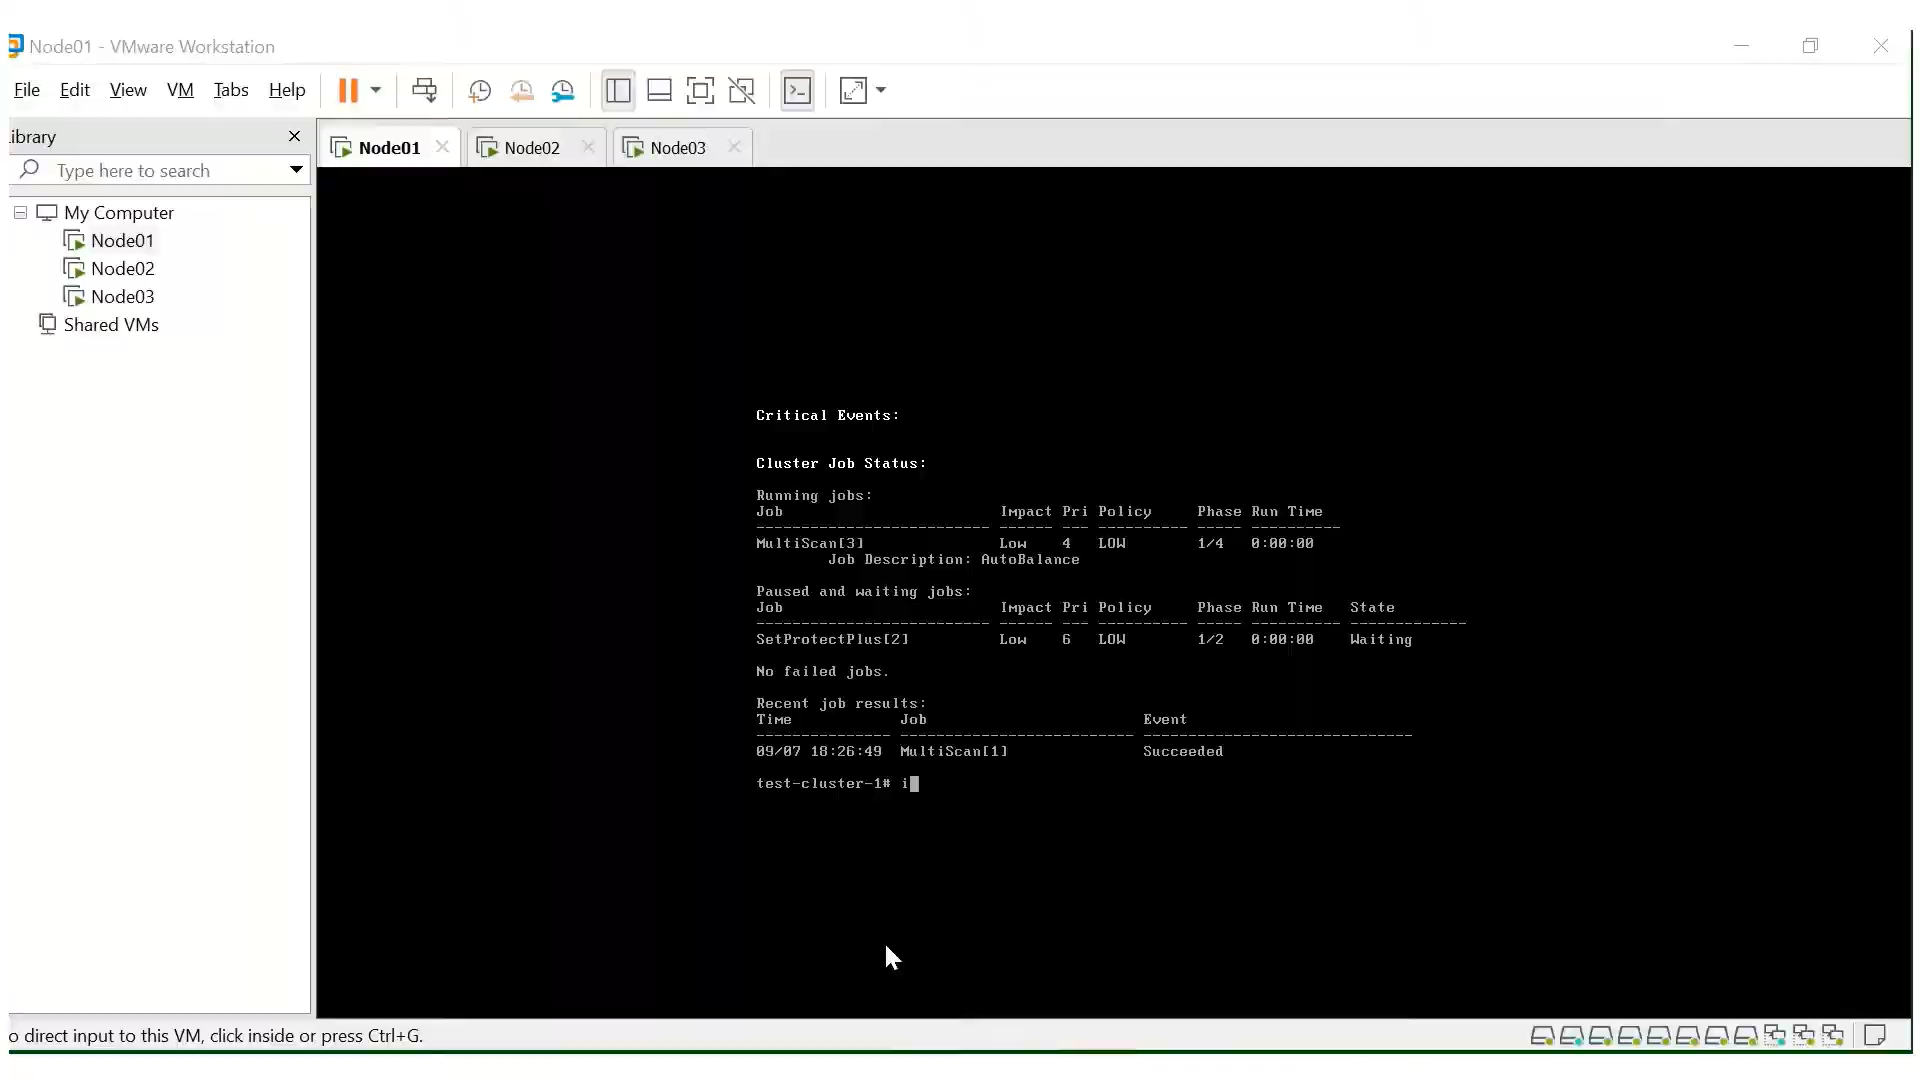 Node01 - VMware Workstation
File Edit View VM Tabs Help
ibrary
Node01 Node02 Node03
Type here to search
My Computer
Node01
Node02
Node03
Shared VMs
Critical Events:
Cluster Job Status:
Running jobs:
Job Impact Pri Policy Phase Run Time
-------------------------- ------ --- ---------- ----- ----------
MultiScan[3] Low 4 LOW 1/4 0:00:00
Job Description: AutoBalance
Paused and waiting jobs:
Job Impact Pri Policy Phase Run Time State
-------------------------- ------ --- ---------- ----- ---------- -------------
SetProtectPlus[2] Low 6 LOW 1/2 0:00:00 Waiting
No failed jobs.
Recent job results:
Time Job Event
--------------- -------------------------- ------------------------------
09/07 18:26:49 MultiScan[1] Succeeded
test-cluster-1# i
o direct input to this VM, click inside or press Ctrl+G.